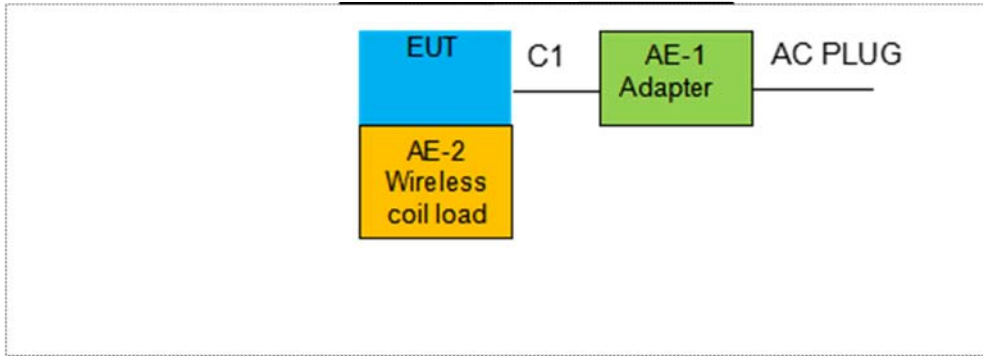 EUT
C1
AE-1
Adapter
AC PLUG
AE-2
Wireless
coil load